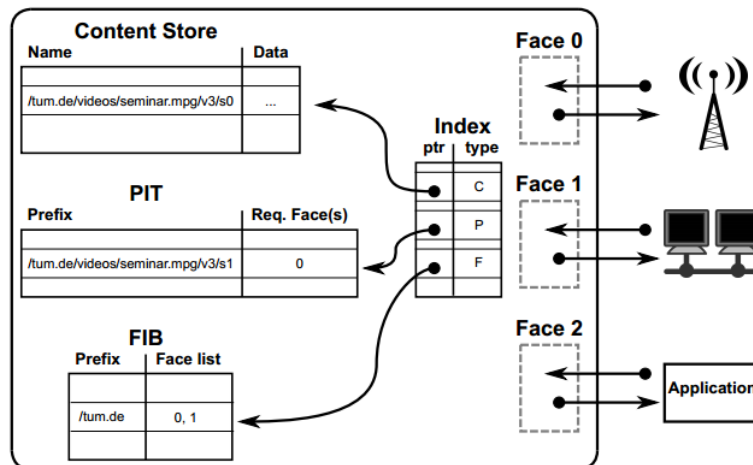 Content Store
Name Data
/tum.de/videos/seminar.mpg/v3/s0 ...
PIT
Prefix Req. Face(s)
/tum.de/videos/seminar.mpg/v3/s1 0
FIB
Prefix Face list
/tum.de 0, 1
Index
ptr type
C
P
F
Face 0
Face 1
Face 2
Application